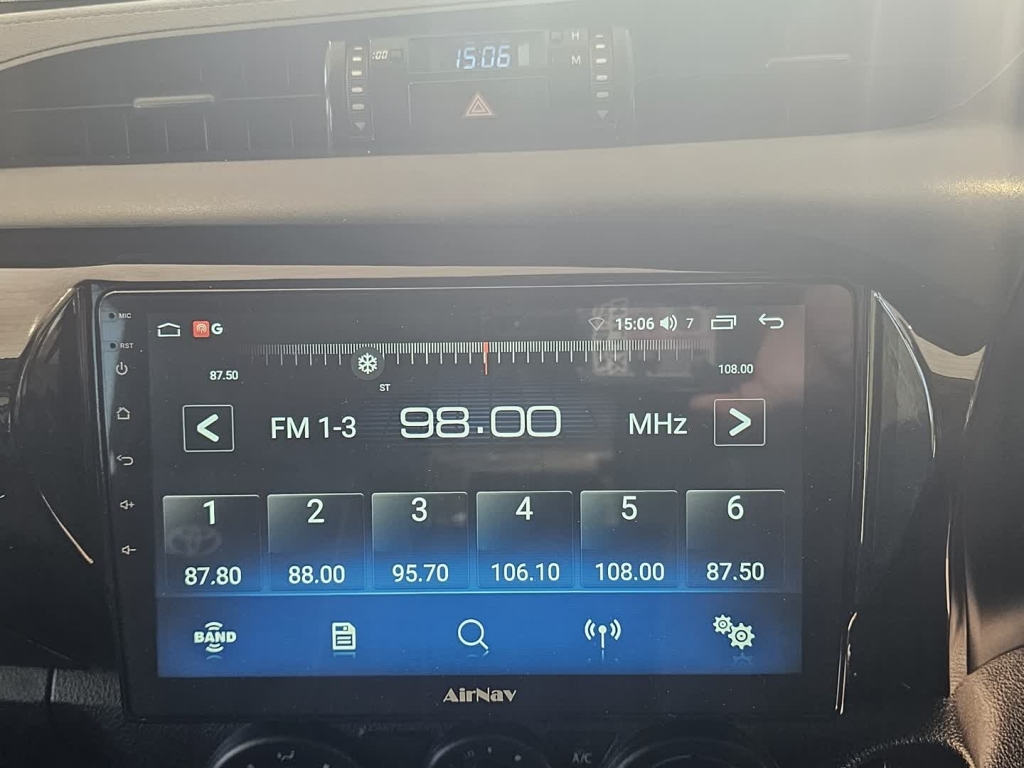 :00 15:06 H
M
MIC
RST
G 15:06 7
87.50 108.00
ST
FM 1-3 98.00 MHz
1 2 3 4 5 6
87.80 88.00 95.70 106.10 108.00 87.50
BAND
AirNav
A/C